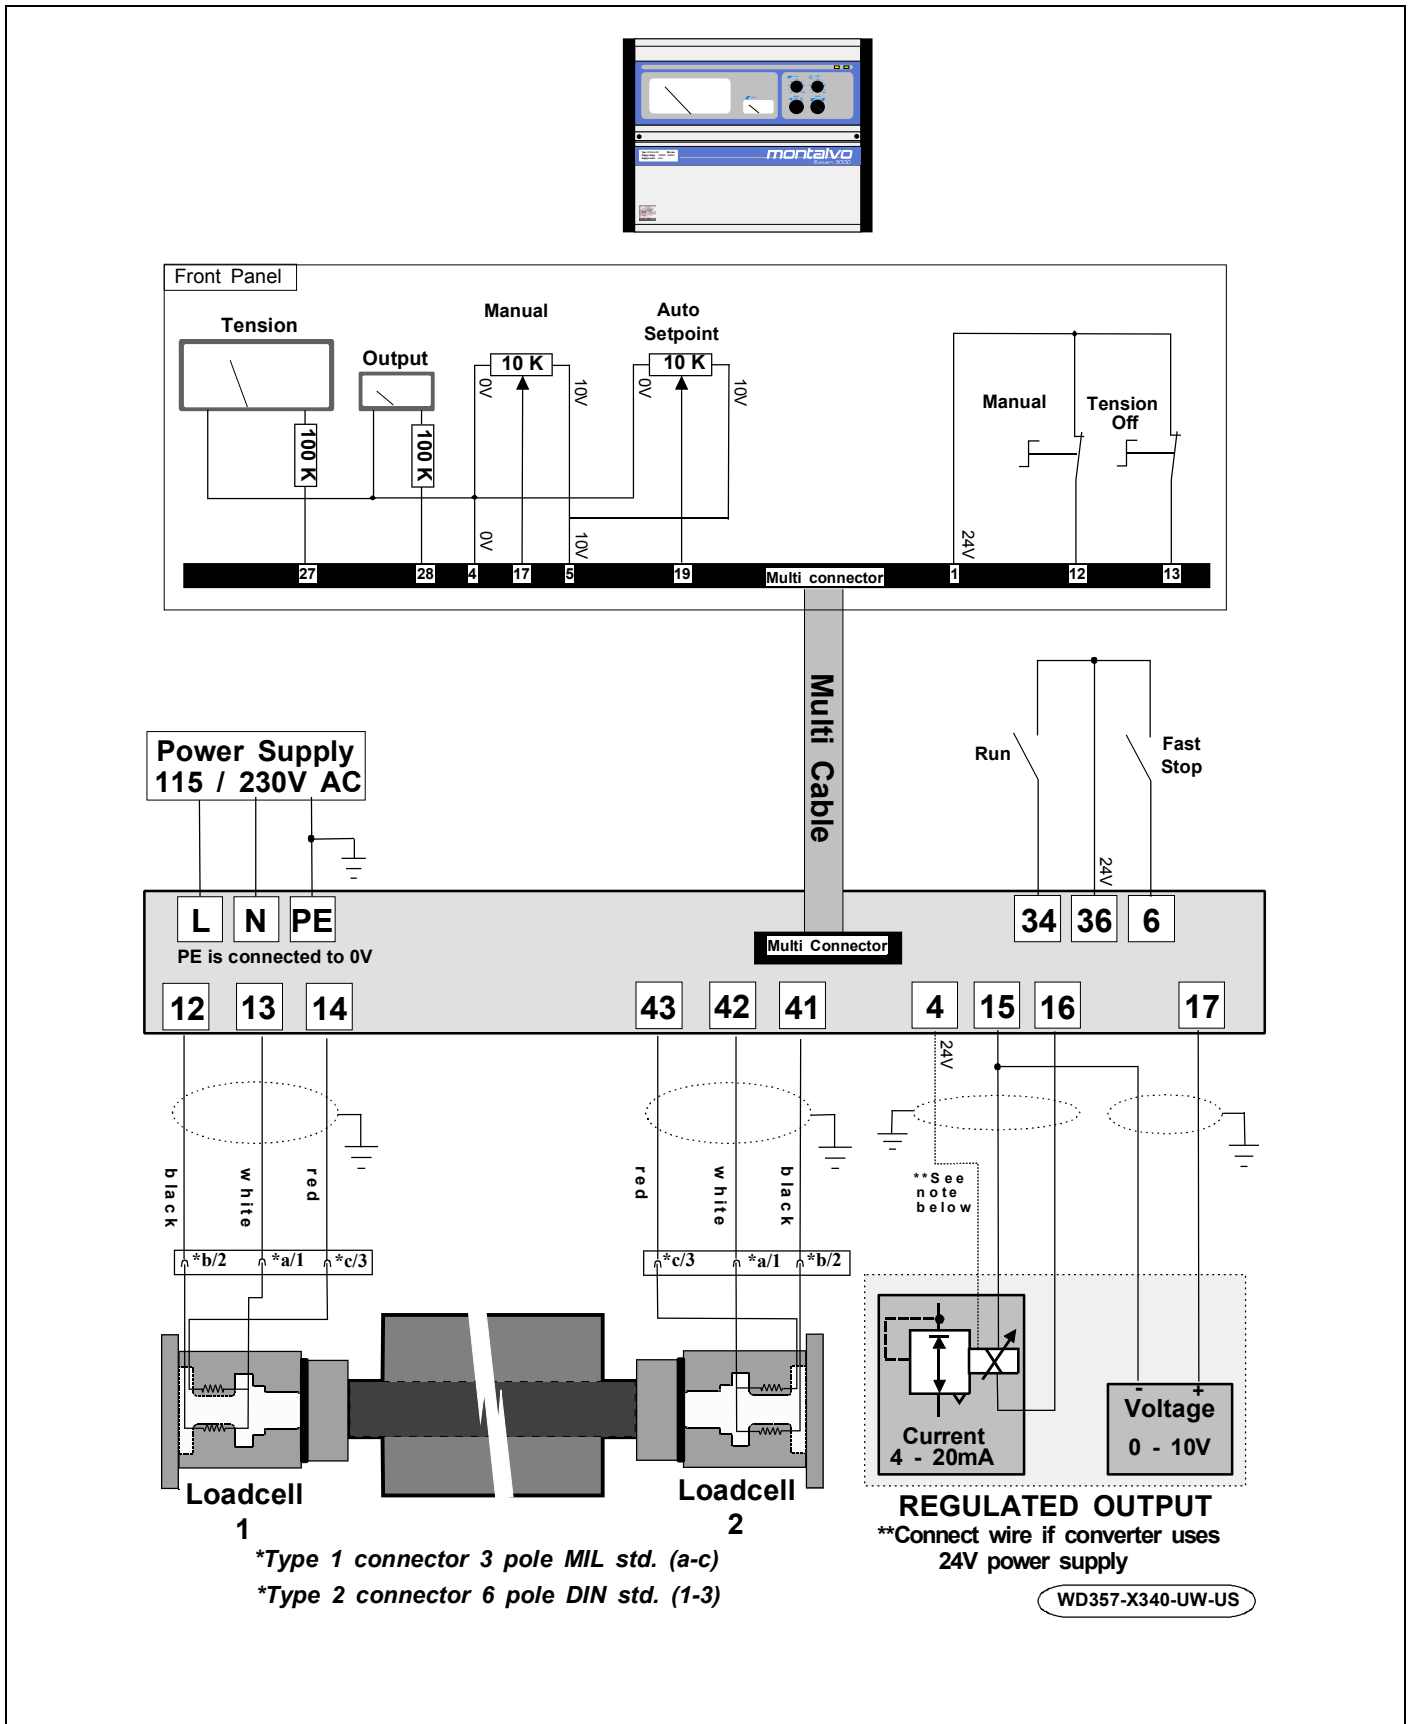 montalvo
System 3000
Front Panel
Tension
Output
Manual
Auto
Setpoint
10 K
10 K
0V
10V
0V
10V
100 K
100 K
Manual
Tension
Off
0V
10V
24V
27
28
4
17
5
19
Multi connector
1
12
13
Multi Cable
Power Supply
115 / 230V AC
Run
Fast
Stop
24V
L
N
PE
34
36
6
PE is connected to 0V
Multi Connector
12
13
14
43
42
41
4
15
16
17
24V
black
white
red
red
white
black
**See
note
below
*b/2
*a/1
*c/3
*c/3
*a/1
*b/2
Current
4 - 20mA
-
+
Voltage
0 - 10V
Loadcell
1
Loadcell
2
REGULATED OUTPUT
**Connect wire if converter uses
24V power supply
*Type 1 connector 3 pole MIL std. (a-c)
*Type 2 connector 6 pole DIN std. (1-3)
WD357-X340-UW-US